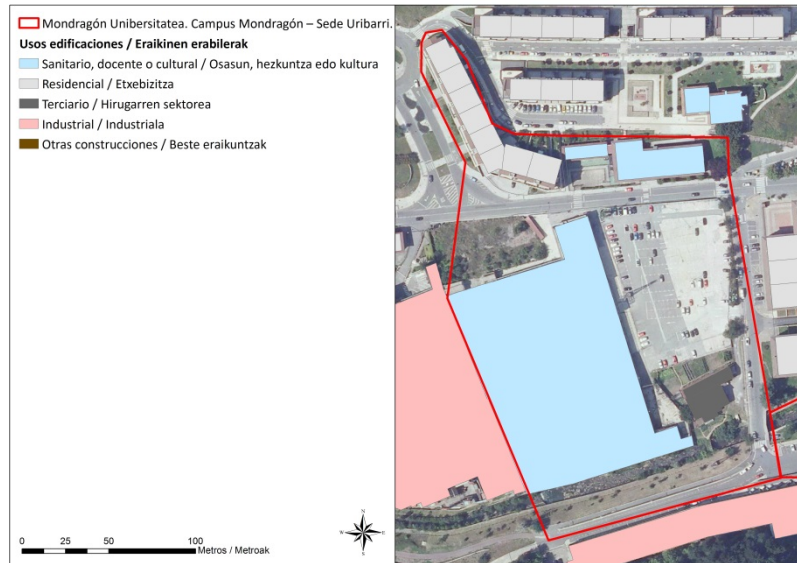 Mondragón Unibersitatea. Campus Mondragón – Sede Uribarri.
Usos edificaciones / Eraikinen erabilerak
Sanitario, docente o cultural / Osasun, hezkuntza edo kultura
Residencial / Etxebizitza
Terciario / Hirugarren sektorea
Industrial / Industriala
Otras construcciones / Beste eraikuntzak
N
W E
S
0 25 50 100
Metros / Metroak